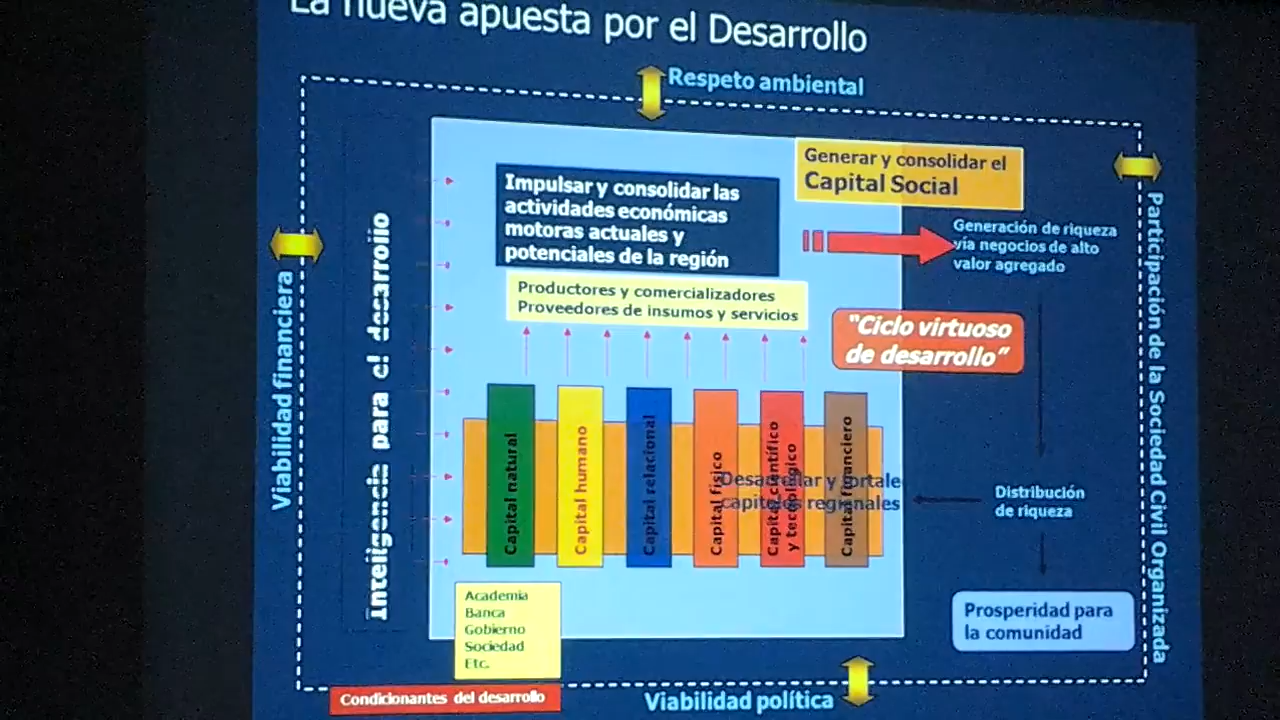 La nueva apuesta por el Desarrollo
Respeto ambiental
Generar y consolidar el
Capital Social
Impulsar y consolidar las
actividades económicas
motoras actuales y
potenciales de la región
Generación de riqueza
vía negocios de alto
valor agregado
Productores y comercializadores
Proveedores de insumos y servicios
"Ciclo virtuoso
de desarrollo"
Viabilidad financiera
Inteligencia para el desarrollo
Participación de la Sociedad Civil Organizada
Capital natural
Capital humano
Capital relacional
Capital físico
Capital científico
y tecnológico
Capital financiero
Desarrollar y fortale
capitales regionales
Distribución
de riqueza
Academia
Banca
Gobierno
Sociedad
Etc.
Prosperidad para
la comunidad
Condicionantes del desarrollo
Viabilidad política